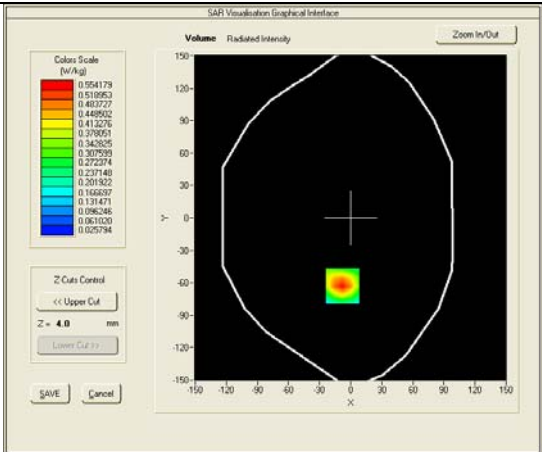 SAR Visualisation Graphical Interface
Volume Radiated Intensity
Zoom In/Out
Colors Scale
(W/kg)
0.554179
0.518953
0.483727
0.448502
0.413276
0.378051
0.342825
0.307599
0.272374
0.237148
0.201922
0.166697
0.131471
0.096246
0.061020
0.025794
Z Cuts Control
<< Upper Cut
Z = 4.0 mm
Lower Cut >>
SAVE Cancel
150
120
90
60
30
Y 0
-30
-60
-90
-120
-150
-150 -120 -90 -60 -30 0 30 60 90 120 150
X